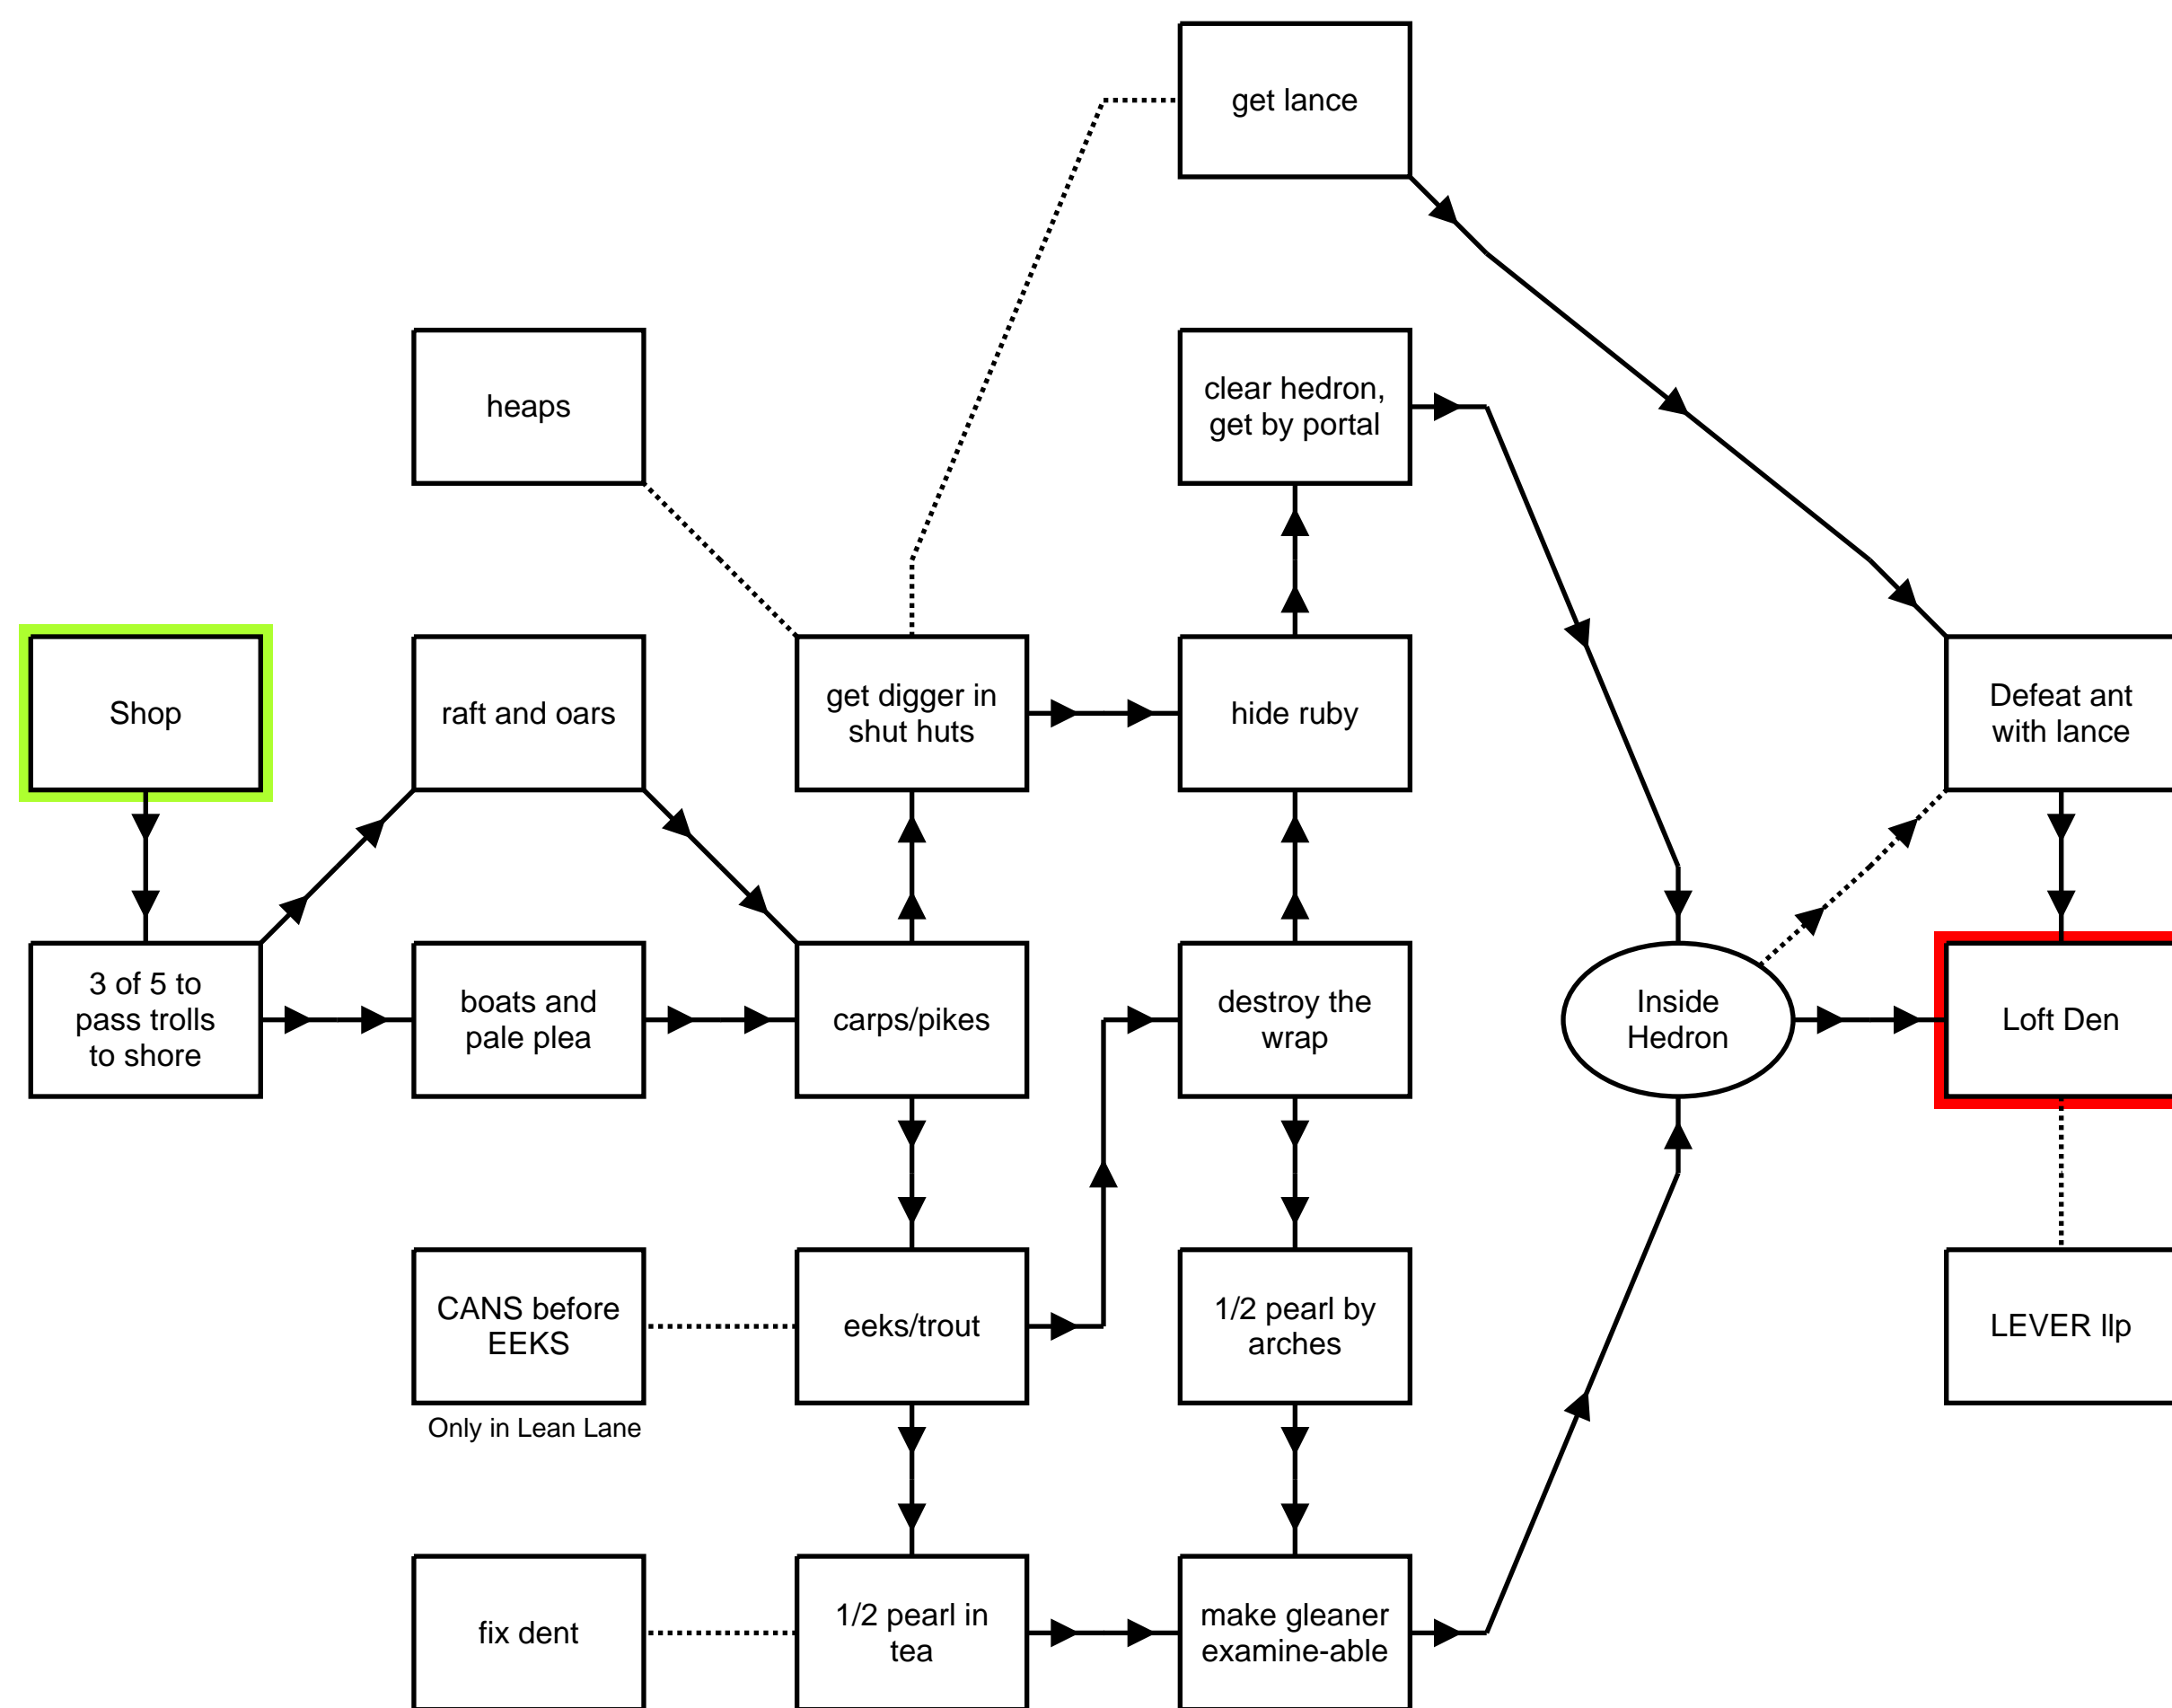 get lance
heaps
clear hedron,
get by portal
Shop
raft and oars
get digger in
shut huts
hide ruby
Defeat ant
with lance
3 of 5 to
pass trolls
to shore
boats and
pale plea
carps/pikes
destroy the
wrap
Inside
Hedron
Loft Den
CANS before
EEKS
Only in Lean Lane
eeks/trout
1/2 pearl by
arches
LEVER llp
fix dent
1/2 pearl in
tea
make gleaner
examine-able